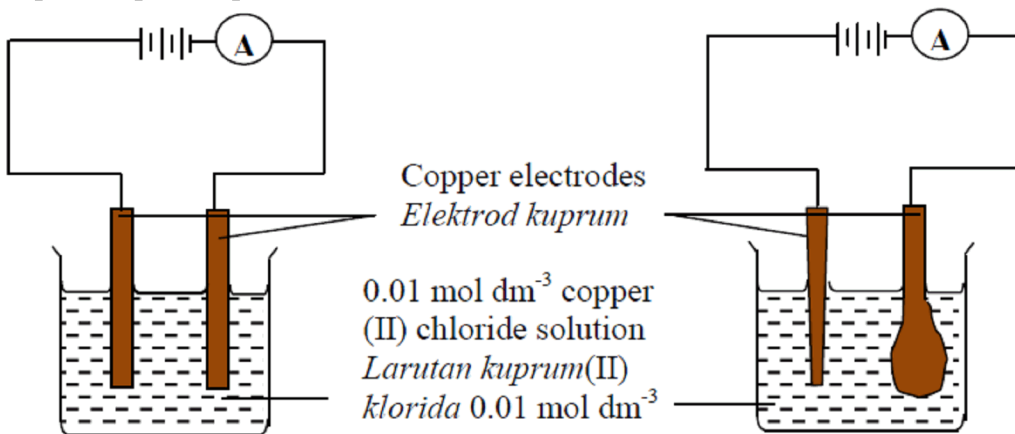 A
A
Copper electrodes
Elektrod kuprum
0.01 mol dm⁻³ copper
(II) chloride solution
Larutan kuprum(II)
klorida 0.01 mol dm⁻³